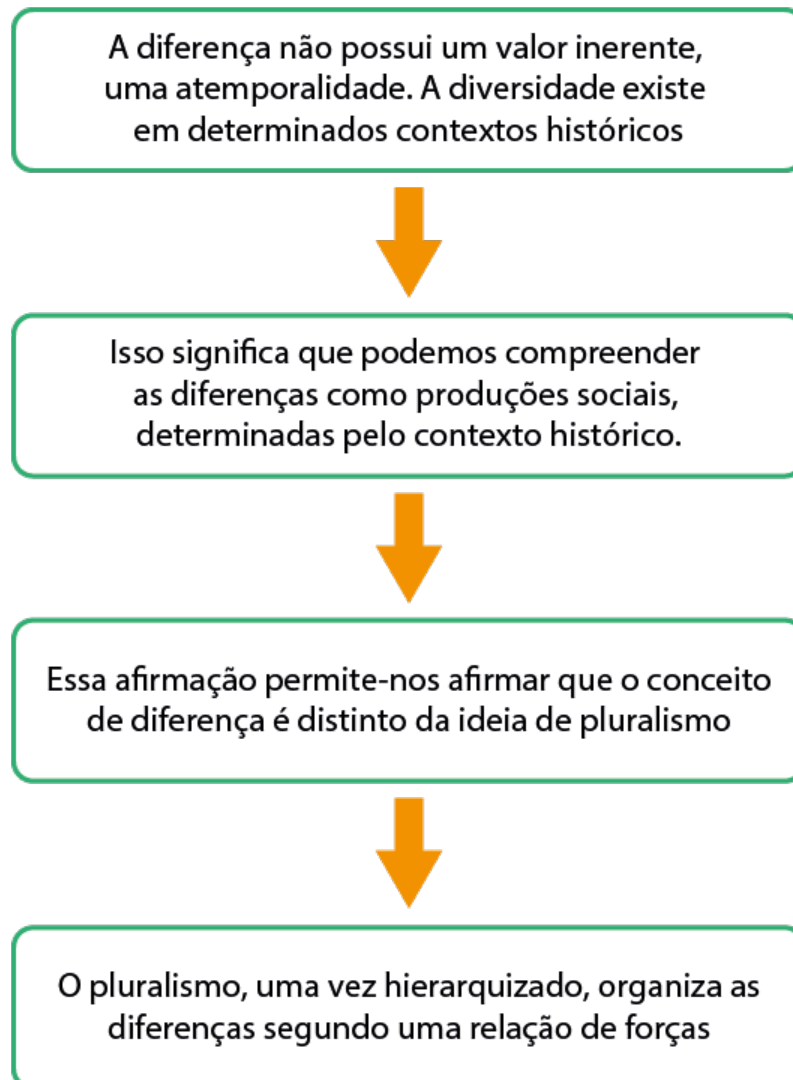 A diferença não possui um valor inerente,
uma atemporalidade. A diversidade existe
em determinados contextos históricos
Isso significa que podemos compreender
as diferenças como produções sociais,
determinadas pelo contexto histórico.
Essa afirmação permite-nos afirmar que o conceito
de diferença é distinto da ideia de pluralismo
O pluralismo, uma vez hierarquizado, organiza as
diferenças segundo uma relação de forças